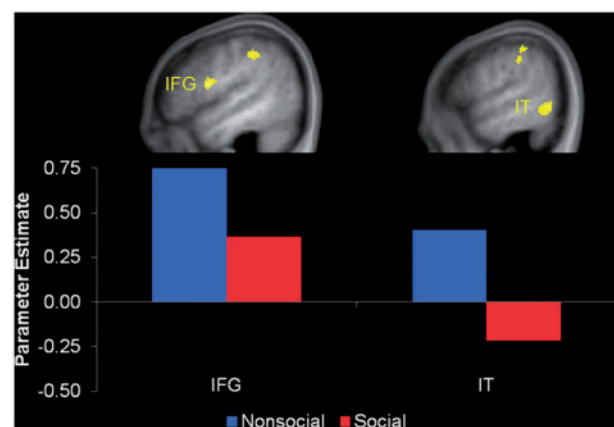 IFG
IT
Parameter Estimate
0.75
0.50
0.25
0.00
-0.25
-0.50
IFG IT
Nonsocial Social